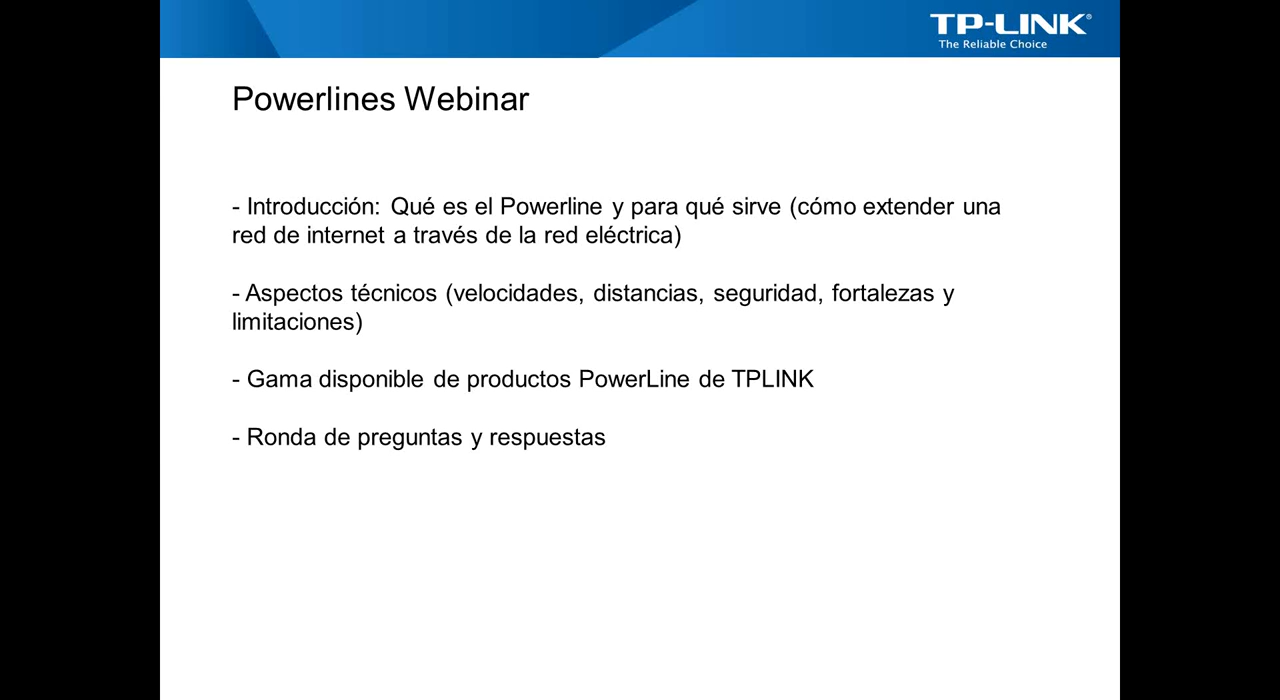 TP-LINK®
The Reliable Choice
Powerlines Webinar
- Introducción: Qué es el Powerline y para qué sirve (cómo extender una
red de internet a través de la red eléctrica)
- Aspectos técnicos (velocidades, distancias, seguridad, fortalezas y
limitaciones)
- Gama disponible de productos PowerLine de TPLINK
- Ronda de preguntas y respuestas